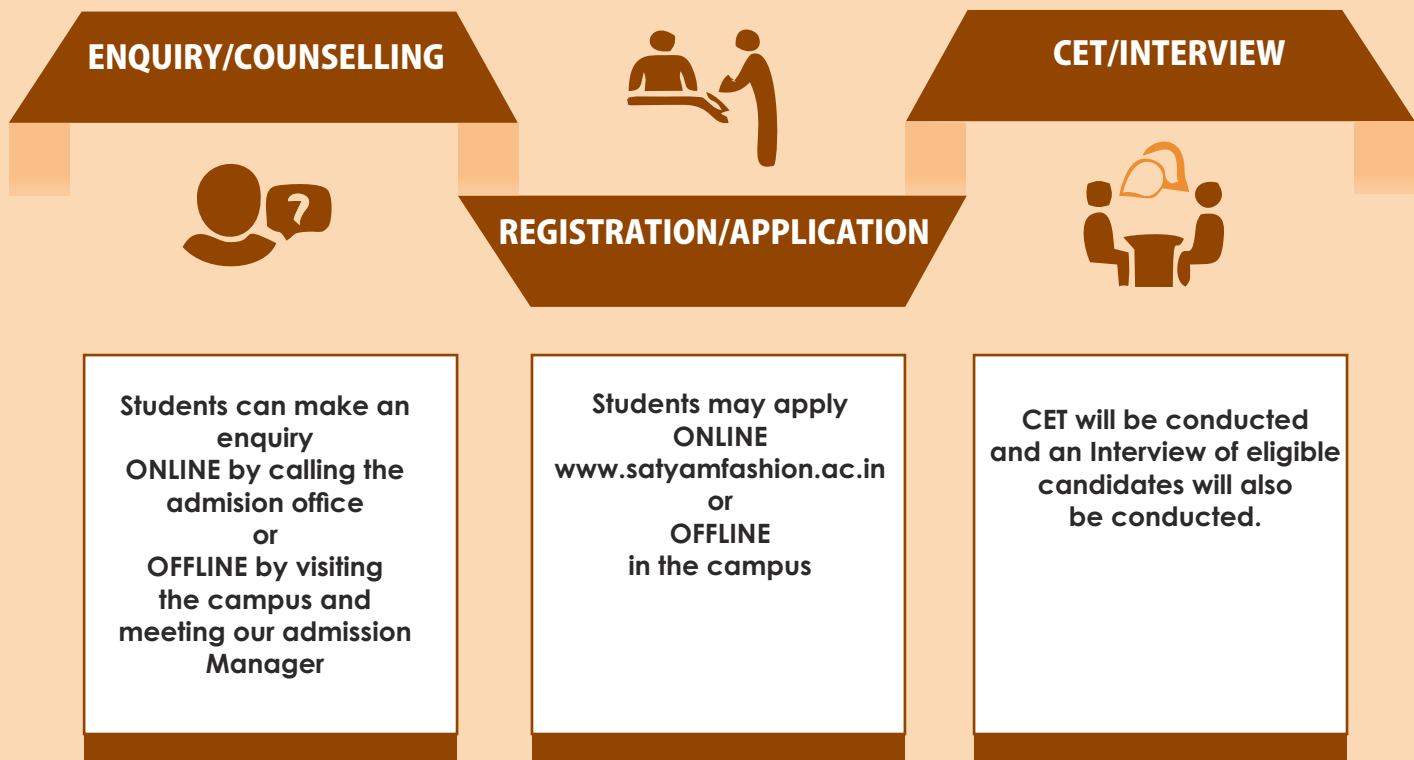 ENQUIRY/COUNSELLING
Students can make an
enquiry
ONLINE by calling the
admision office
or
OFFLINE by visiting
the campus and
meeting our admission
Manager
REGISTRATION/APPLICATION
Students may apply
ONLINE
www.satyamfashion.ac.in
or
OFFLINE
in the campus
CET/INTERVIEW
CET will be conducted
and an Interview of eligible
candidates will also
be conducted.
?